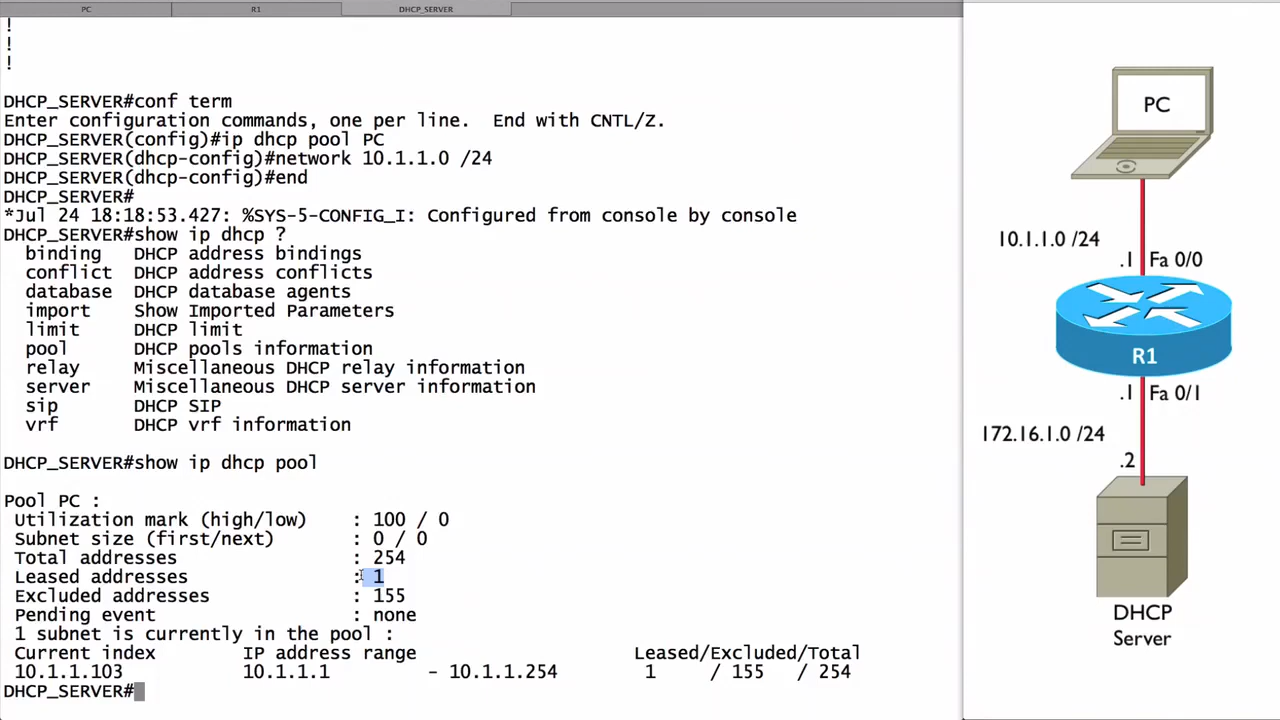 PC R1 DHCP_SERVER
!
!
!
DHCP_SERVER#conf term
Enter configuration commands, one per line.  End with CNTL/Z.
DHCP_SERVER(config)#ip dhcp pool PC
DHCP_SERVER(dhcp-config)#network 10.1.1.0 /24
DHCP_SERVER(dhcp-config)#end
DHCP_SERVER#
*Jul 24 18:18:53.427: %SYS-5-CONFIG_I: Configured from console by console
DHCP_SERVER#show ip dhcp ?
  binding   DHCP address bindings
  conflict  DHCP address conflicts
  database  DHCP database agents
  import    Show Imported Parameters
  limit     DHCP limit
  pool      DHCP pools information
  relay     Miscellaneous DHCP relay information
  server    Miscellaneous DHCP server information
  sip       DHCP SIP
  vrf       DHCP vrf information
DHCP_SERVER#show ip dhcp pool
Pool PC :
 Utilization mark (high/low)    : 100 / 0
 Subnet size (first/next)       : 0 / 0
 Total addresses                : 254
 Leased addresses               : 1
 Excluded addresses             : 155
 Pending event                  : none
 1 subnet is currently in the pool :
 Current index        IP address range                    Leased/Excluded/Total
 10.1.1.103           10.1.1.1         - 10.1.1.254        1     / 155   / 254
DHCP_SERVER#
PC
10.1.1.0 /24
.1 Fa 0/0
R1
.1 Fa 0/1
172.16.1.0 /24
.2
DHCP
Server